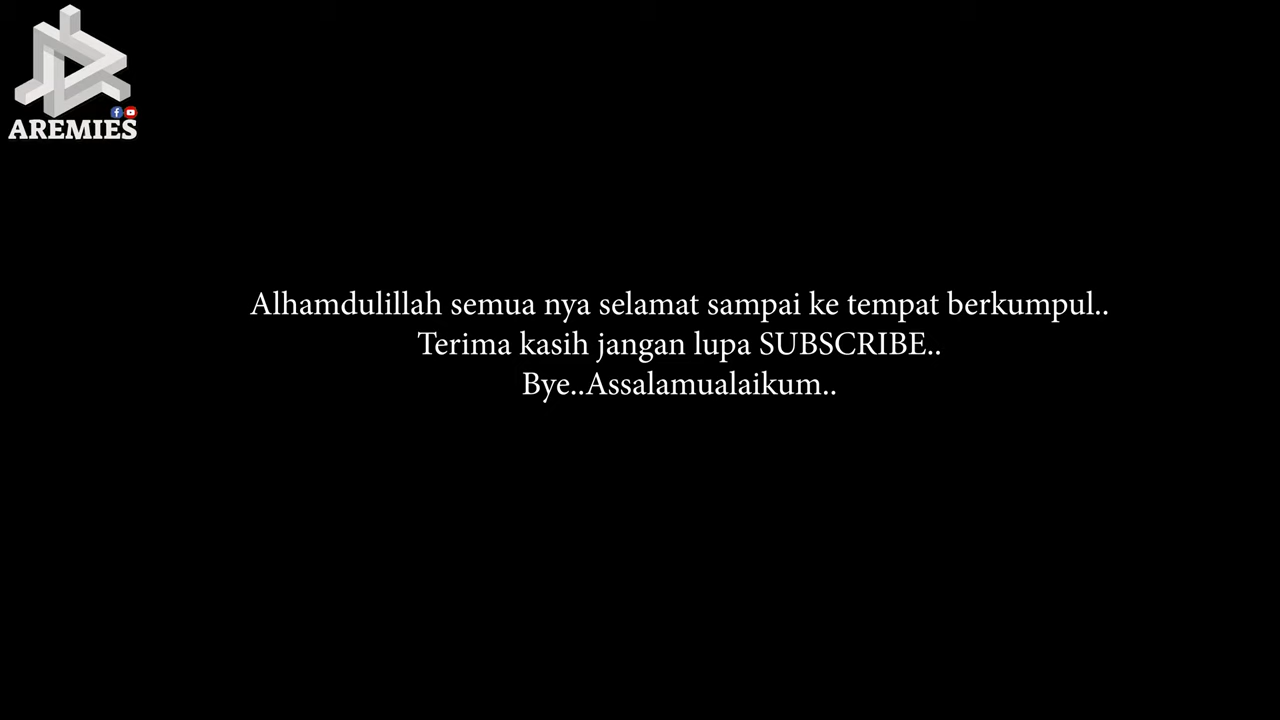 AREMIES
Alhamdulillah semua nya selamat sampai ke tempat berkumpul..
Terima kasih jangan lupa SUBSCRIBE..
Bye..Assalamualaikum..